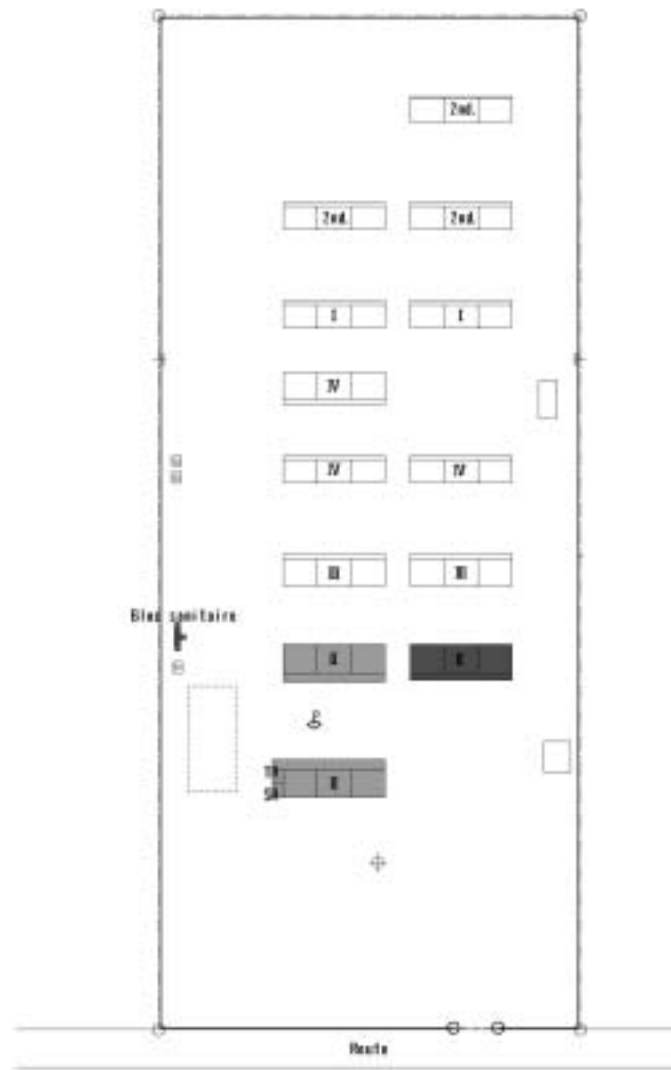 2nd.
2nd. 2nd.
I I
IV
IV IV
III III
Bloc sanitaire
II II
II
Route